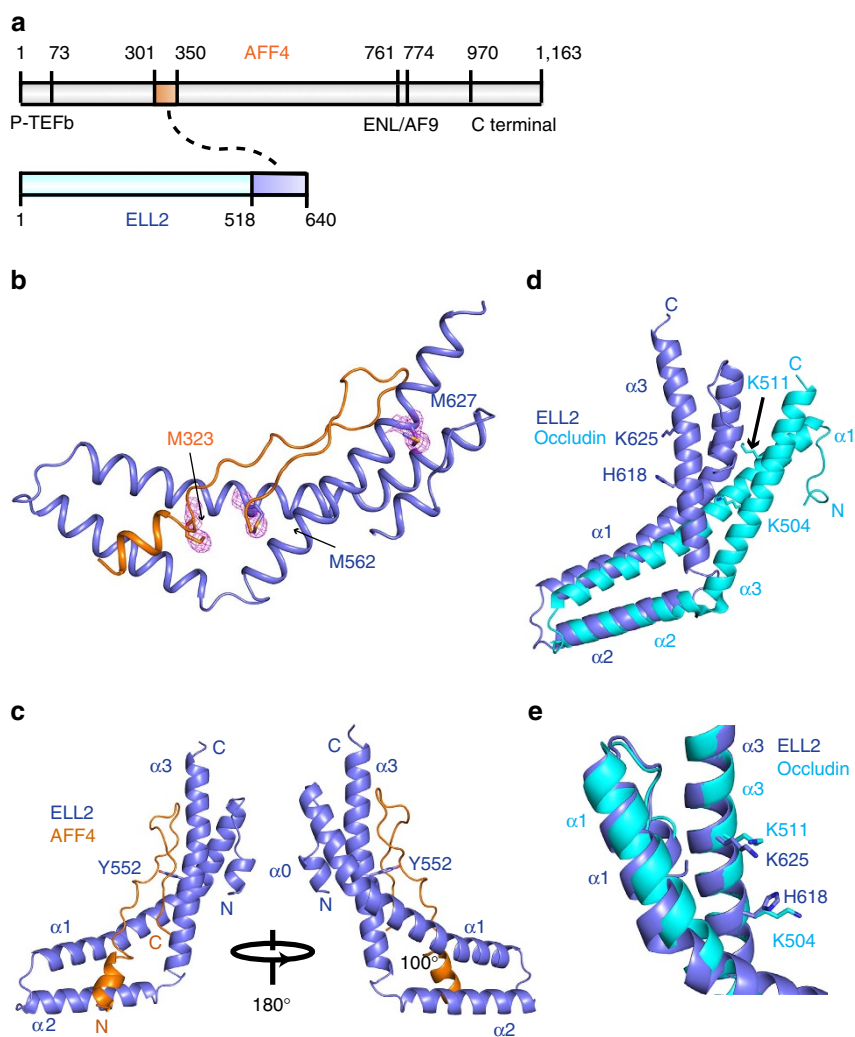 a
1 73 301 350 AFF4 761 774 970 1,163
P-TEFb ENL/AF9 C terminal
1 ELL2 518 640
b
M323
M627
M562
c
C
α3
ELL2
AFF4
Y552
N
α1
C
α2
N
180°
C
α3
Y552
α0
N
α1
100°
α2
d
C
C
K511
α3
ELL2
Occludin
K625
α1
H618
N
K504
α1
α3
α2
α2
e
α3 ELL2
Occludin
α3
α1
K511
K625
α1
H618
K504